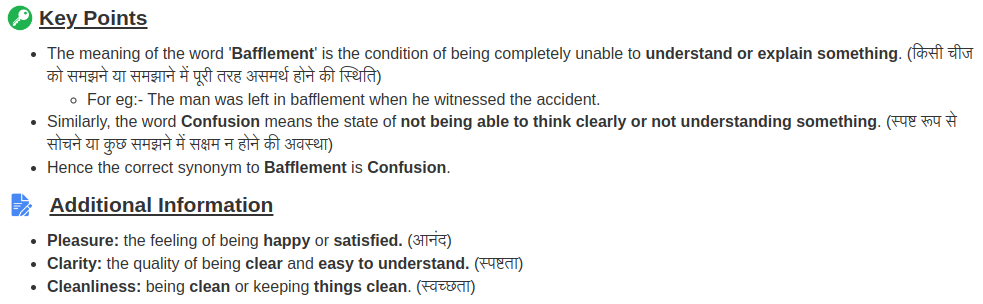 Key Points
The meaning of the word 'Bafflement' is the condition of being completely unable to understand or explain something. (किसी चीज
को समझने या समझाने में पूरी तरह असमर्थ होने की स्थिति)
For eg:- The man was left in bafflement when he witnessed the accident.
Similarly, the word Confusion means the state of not being able to think clearly or not understanding something. (स्पष्ट रूप से
सोचने या कुछ समझने में सक्षम न होने की अवस्था)
Hence the correct synonym to Bafflement is Confusion.
Additional Information
Pleasure: the feeling of being happy or satisfied. (आनंद)
Clarity: the quality of being clear and easy to understand. (स्पष्टता)
Cleanliness: being clean or keeping things clean. (स्वच्छता)